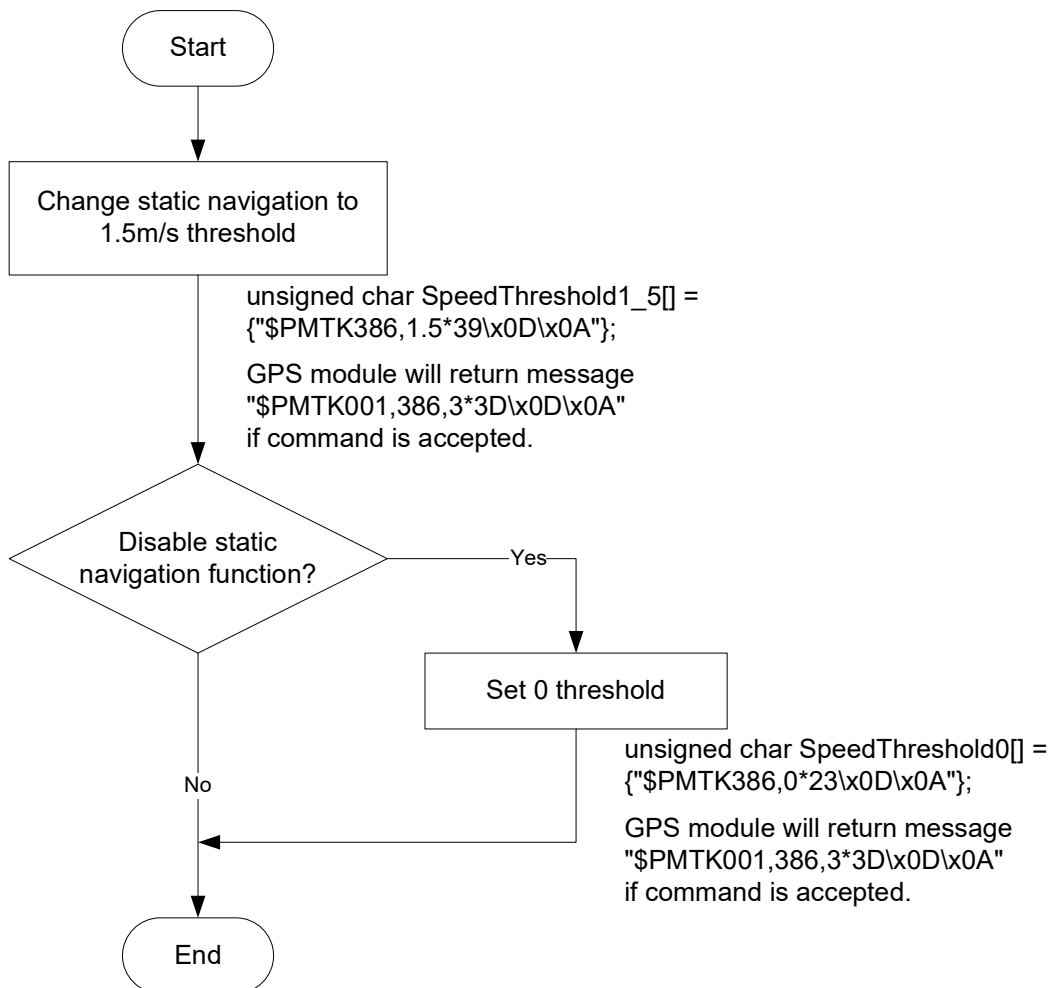 Start
Change static navigation to
1.5m/s threshold
unsigned char SpeedThreshold1_5[] =
{"$PMTK386,1.5*39\x0D\x0A"};
GPS module will return message
"$PMTK001,386,3*3D\x0D\x0A"
if command is accepted.
Disable static
navigation function?
Yes
Set 0 threshold
unsigned char SpeedThreshold0[] =
{"$PMTK386,0*23\x0D\x0A"};
No
GPS module will return message
"$PMTK001,386,3*3D\x0D\x0A"
if command is accepted.
End